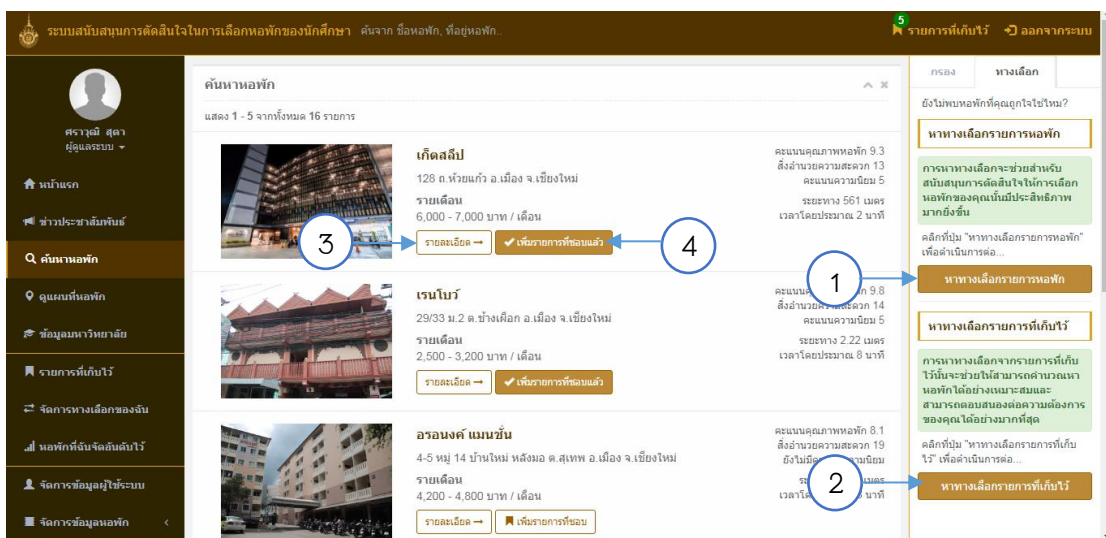 ระบบสนับสนุนการตัดสินใจในการเลือกหอพักของนักศึกษา ค้นจาก ชื่อหอพัก, ที่อยู่หอพัก..
5
รายการที่เก็บไว้ ออกจากระบบ
ศราวุฒิ สุดา
ผู้ดูแลระบบ
หน้าแรก
ข่าวประชาสัมพันธ์
ค้นหาหอพัก
ดูแผนที่หอพัก
ข้อมูลมหาวิทยาลัย
รายการที่เก็บไว้
จัดการทางเลือกของฉัน
หอพักที่ฉันจัดอันดับไว้
จัดการข้อมูลผู้ใช้ระบบ
จัดการข้อมูลหอพัก
ค้นหาหอพัก
แสดง 1 - 5 จากทั้งหมด 16 รายการ
เก็ตสลีป
128 ถ.ห้วยแก้ว อ.เมือง จ.เชียงใหม่
รายเดือน
6,000 - 7,000 บาท / เดือน
รายละเอียด → เพิ่มรายการที่ชอบแล้ว
3
4
คะแนนคุณภาพหอพัก 9.3
สิ่งอำนวยความสะดวก 13
คะแนนความนิยม 5
ระยะทาง 561 เมตร
เวลาโดยประมาณ 2 นาที
เรนโบว์
29/33 ม.2 ต.ช้างเผือก อ.เมือง จ.เชียงใหม่
รายเดือน
2,500 - 3,200 บาท / เดือน
รายละเอียด → เพิ่มรายการที่ชอบแล้ว
9.8
สิ่งอำนวยความสะดวก 14
คะแนนความนิยม 5
ระยะทาง 2.22 เมตร
เวลาโดยประมาณ 8 นาที
อรอนงค์ แมนชั่น
4-5 หมู่ 14 บ้านใหม่ หลังมอ ต.สุเทพ อ.เมือง จ.เชียงใหม่
รายเดือน
4,200 - 4,800 บาท / เดือน
รายละเอียด → เพิ่มรายการที่ชอบ
คะแนนคุณภาพหอพัก 8.1
สิ่งอำนวยความสะดวก 19
เมตร
นาที
กรอง ทางเลือก
ยังไม่พบหอพักที่คุณถูกใจใช่ไหม?
หาทางเลือกรายการหอพัก
การหาทางเลือกจะช่วยสำหรับ
สนับสนุนการตัดสินใจให้การเลือก
หอพักของคุณนั้นมีประสิทธิภาพ
มากยิ่งขึ้น
คลิกที่ปุ่ม "หาทางเลือกรายการหอพัก"
เพื่อดำเนินการต่อ...
1
หาทางเลือกรายการหอพัก
หาทางเลือกรายการที่เก็บไว้
การหาทางเลือกจากรายการที่เก็บ
ไว้นั้นจะช่วยให้สามารถคำนวณหา
หอพักได้อย่างเหมาะสมและ
สามารถตอบสนองต่อความต้องการ
ของคุณได้อย่างมากที่สุด
คลิกที่ปุ่ม "หาทางเลือกรายการที่เก็บ
ไว้" เพื่อดำเนินการต่อ...
2
หาทางเลือกรายการที่เก็บไว้